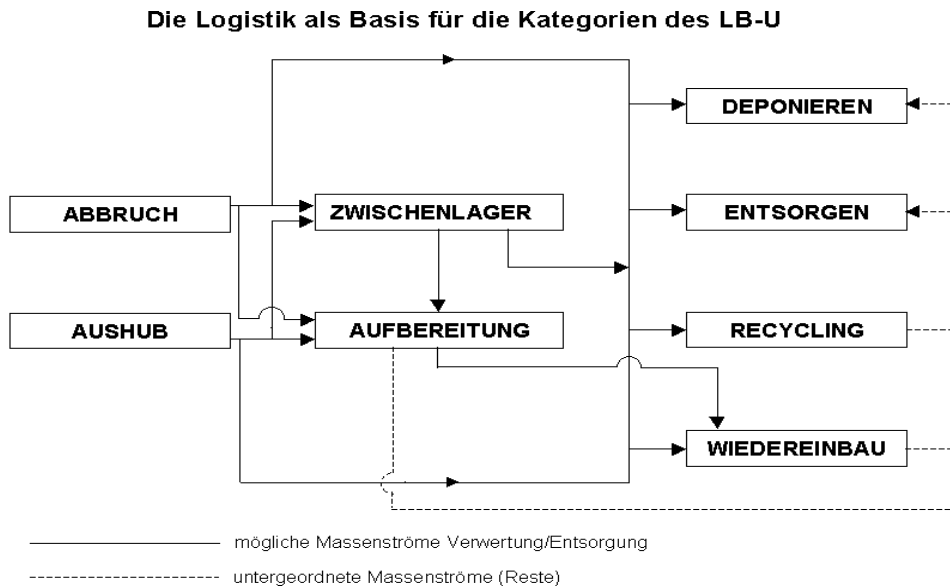 Die Logistik als Basis für die Kategorien des LB-U
DEPONIEREN
ABBRUCH
ZWISCHENLAGER
ENTSORGEN
AUSHUB
AUFBEREITUNG
RECYCLING
WIEDEREINBAU
mögliche Massenströme Verwertung/Entsorgung
untergeordnete Massenströme (Reste)